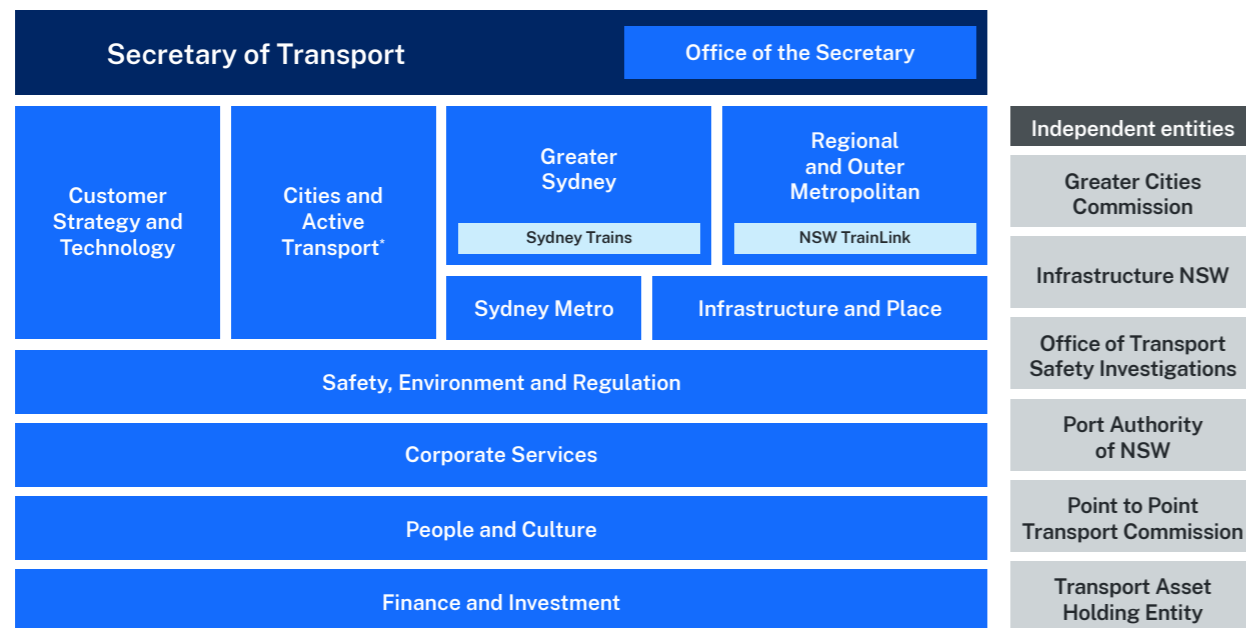 Secretary of Transport
Office of the Secretary
Customer
Strategy and
Technology
Cities and
Active
Transport*
Greater
Sydney
Sydney Trains
Regional
and Outer
Metropolitan
NSW TrainLink
Sydney Metro
Infrastructure and Place
Safety, Environment and Regulation
Corporate Services
People and Culture
Finance and Investment
Independent entities
Greater Cities
Commission
Infrastructure NSW
Office of Transport
Safety Investigations
Port Authority
of NSW
Point to Point
Transport Commission
Transport Asset
Holding Entity